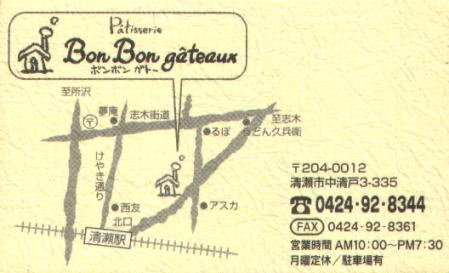 Pâtisserie
Bon Bon gâteaux
ボンボン ガトー
至所沢
夢庵
志木街道
至志木
〒
るぽ
うどん久兵衛
けやき通り
西友
アスカ
北口
清瀬駅
〒204-0012
清瀬市中清戸3-335
☎0424・92・8344
FAX 0424・92・8361
営業時間 AM10:00〜PM7:30
月曜定休/駐車場有